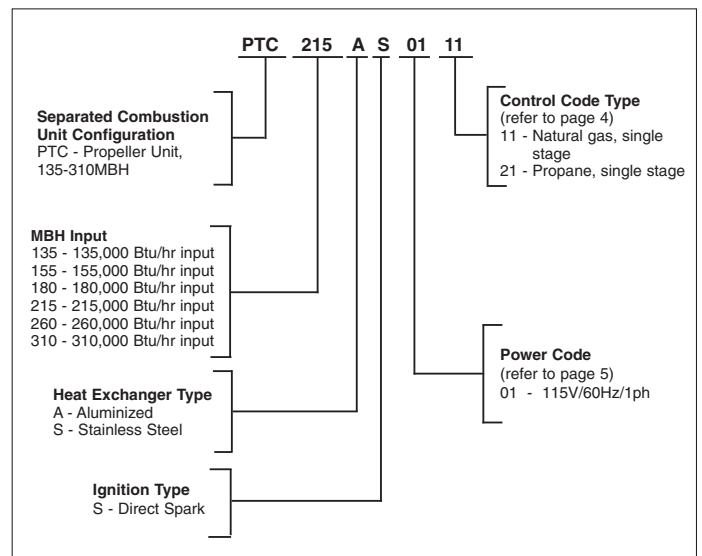 PTC 215 A S 01 11
Separated Combustion
Unit Configuration
PTC - Propeller Unit,
135-310MBH
MBH Input
135 - 135,000 Btu/hr input
155 - 155,000 Btu/hr input
180 - 180,000 Btu/hr input
215 - 215,000 Btu/hr input
260 - 260,000 Btu/hr input
310 - 310,000 Btu/hr input
Heat Exchanger Type
A - Aluminized
S - Stainless Steel
Ignition Type
S - Direct Spark
Control Code Type
(refer to page 4)
11 - Natural gas, single
stage
21 - Propane, single stage
Power Code
(refer to page 5)
01 - 115V/60Hz/1ph